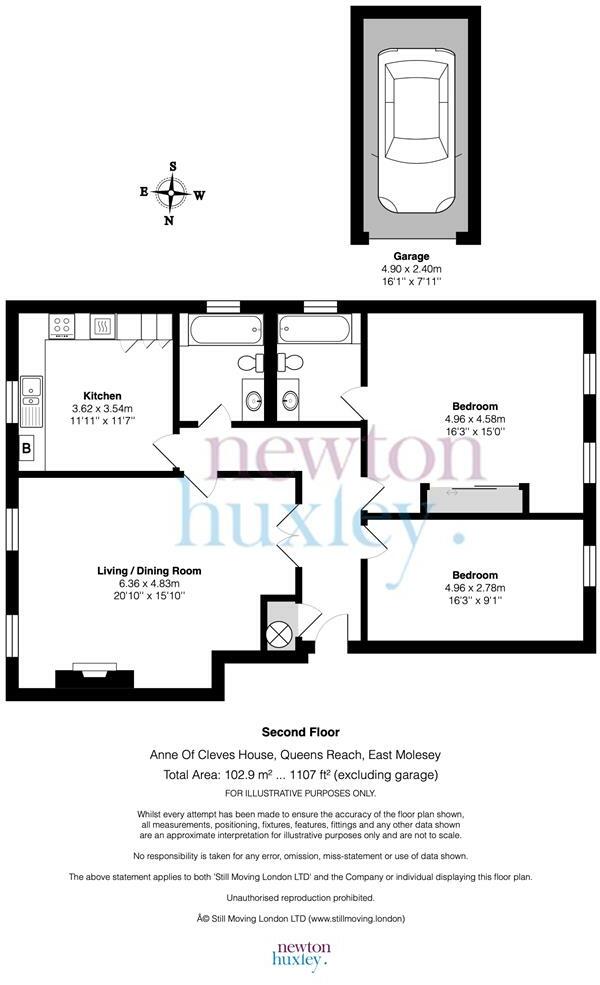 S
E
W
N
Garage
4.90 x 2.40m
16'1" x 7'11"
Kitchen
3.62 x 3.54m
11'11" x 11'7"
B
Bedroom
4.96 x 4.58m
16'3" x 15'0"
newton
huxley.
Living / Dining Room
6.36 x 4.83m
20'10" x 15'10"
Bedroom
4.96 x 2.78m
16'3" x 9'1"
Second Floor
Anne Of Cleves House, Queens Reach, East Molesey
Total Area: 102.9 m² ... 1107 ft² (excluding garage)
FOR ILLUSTRATIVE PURPOSES ONLY.
Whilst every attempt has been made to ensure the accuracy of the floor plan shown,
all measurements, positioning, fixtures, features, fittings and any other data shown
are an approximate interpretation for illustrative purposes only and are not to scale.
No responsibility is taken for any error, omission, miss-statement or use of data shown.
The above statement applies to both 'Still Moving London LTD' and the Company or individual displaying this floor plan.
Unauthorised reproduction prohibited.
Â© Still Moving London LTD (www.stillmoving.london)
newton
huxley.